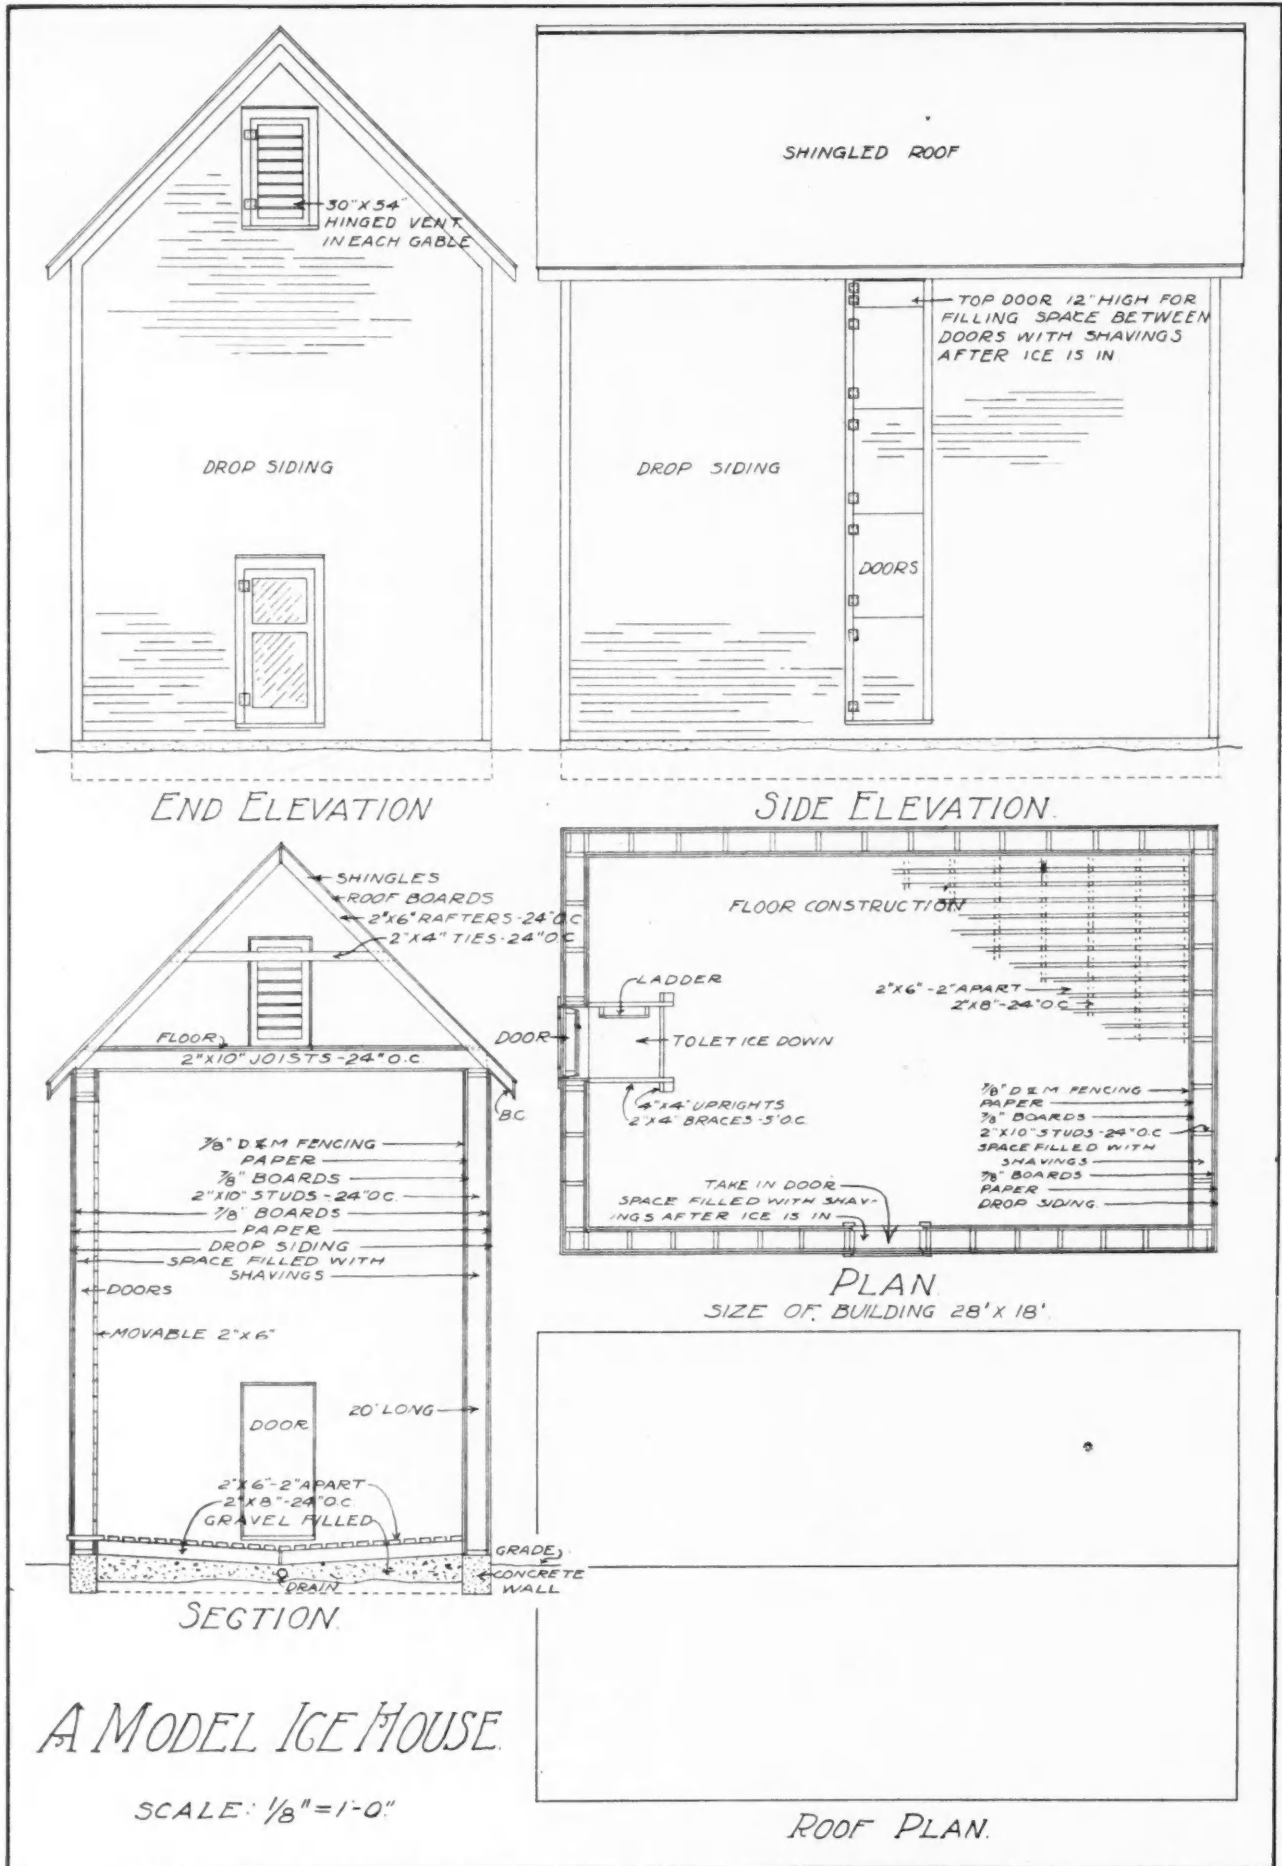 30"X54"
HINGED VENT
IN EACH GABLE
DROP SIDING
END ELEVATION
SHINGLED ROOF
TOP DOOR 12" HIGH FOR
FILLING SPACE BETWEEN
DOORS WITH SHAVINGS
AFTER ICE IS IN
DROP SIDING
DOORS
SIDE ELEVATION.
SHINGLES
ROOF BOARDS
2"X6" RAFTERS-24"O.C
2"X4" TIES-24"O.C
FLOOR
2"X10" JOISTS-24"O.C
B.C
7/8" D&M FENCING
PAPER
7/8" BOARDS
2"X10" STUDS-24"O.C.
7/8" BOARDS
PAPER
DROP SIDING
SPACE FILLED WITH
SHAVINGS
DOORS
MOVABLE 2"X6"
20' LONG
DOOR
2"X6"-2"APART
2"X8"-24"O.C.
GRAVEL FILLED
GRADE
CONCRETE
WALL
DRAIN
SECTION.
FLOOR CONSTRUCTION
2"X6"-2"APART
2"X8"-24"O.C
LADDER
DOOR
TO LET ICE DOWN
4"X4" UPRIGHTS
2"X4" BRACES-5'O.C
7/8" D&M FENCING
PAPER
7/8" BOARDS
2"X10" STUDS-24"O.C
SPACE FILLED WITH
SHAVINGS
7/8" BOARDS
PAPER
DROP SIDING.
TAKE IN DOOR
SPACE FILLED WITH SHAV-
INGS AFTER ICE IS IN
PLAN.
SIZE OF BUILDING 28' X 18'.
A MODEL ICE HOUSE.
SCALE: 1/8" = 1'-0"
ROOF PLAN.